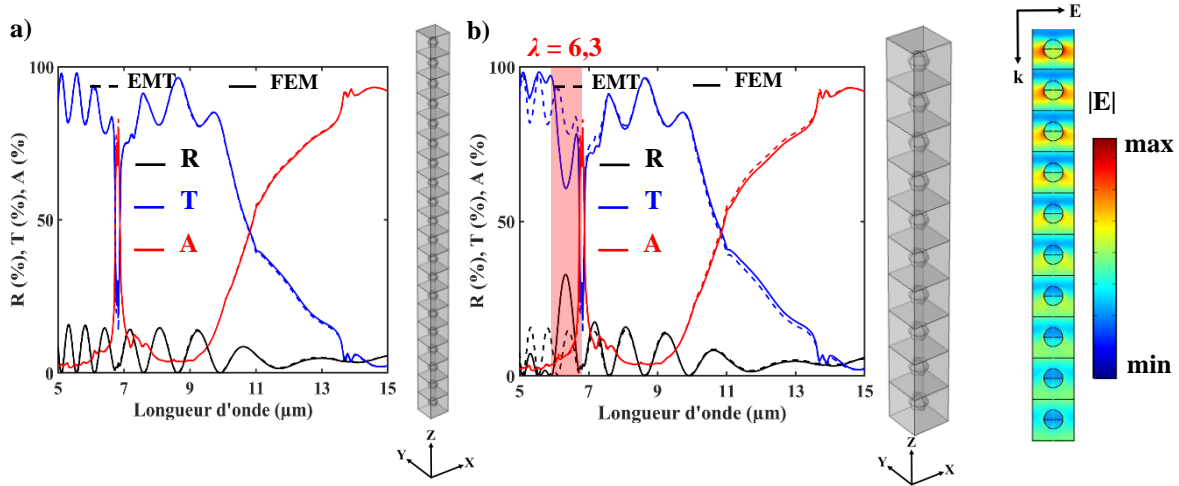 a)
100
50
0
5
7
9
11
13
15
R (%), T (%), A (%)
Longueur d'onde (µm)
EMT
FEM
R
T
A
Z
Y
X
b)
λ = 6,3
100
50
0
5
7
9
11
13
15
R (%), T (%), A (%)
Longueur d'onde (µm)
EMT
FEM
R
T
A
Z
Y
X
E
k
|E|
max
min